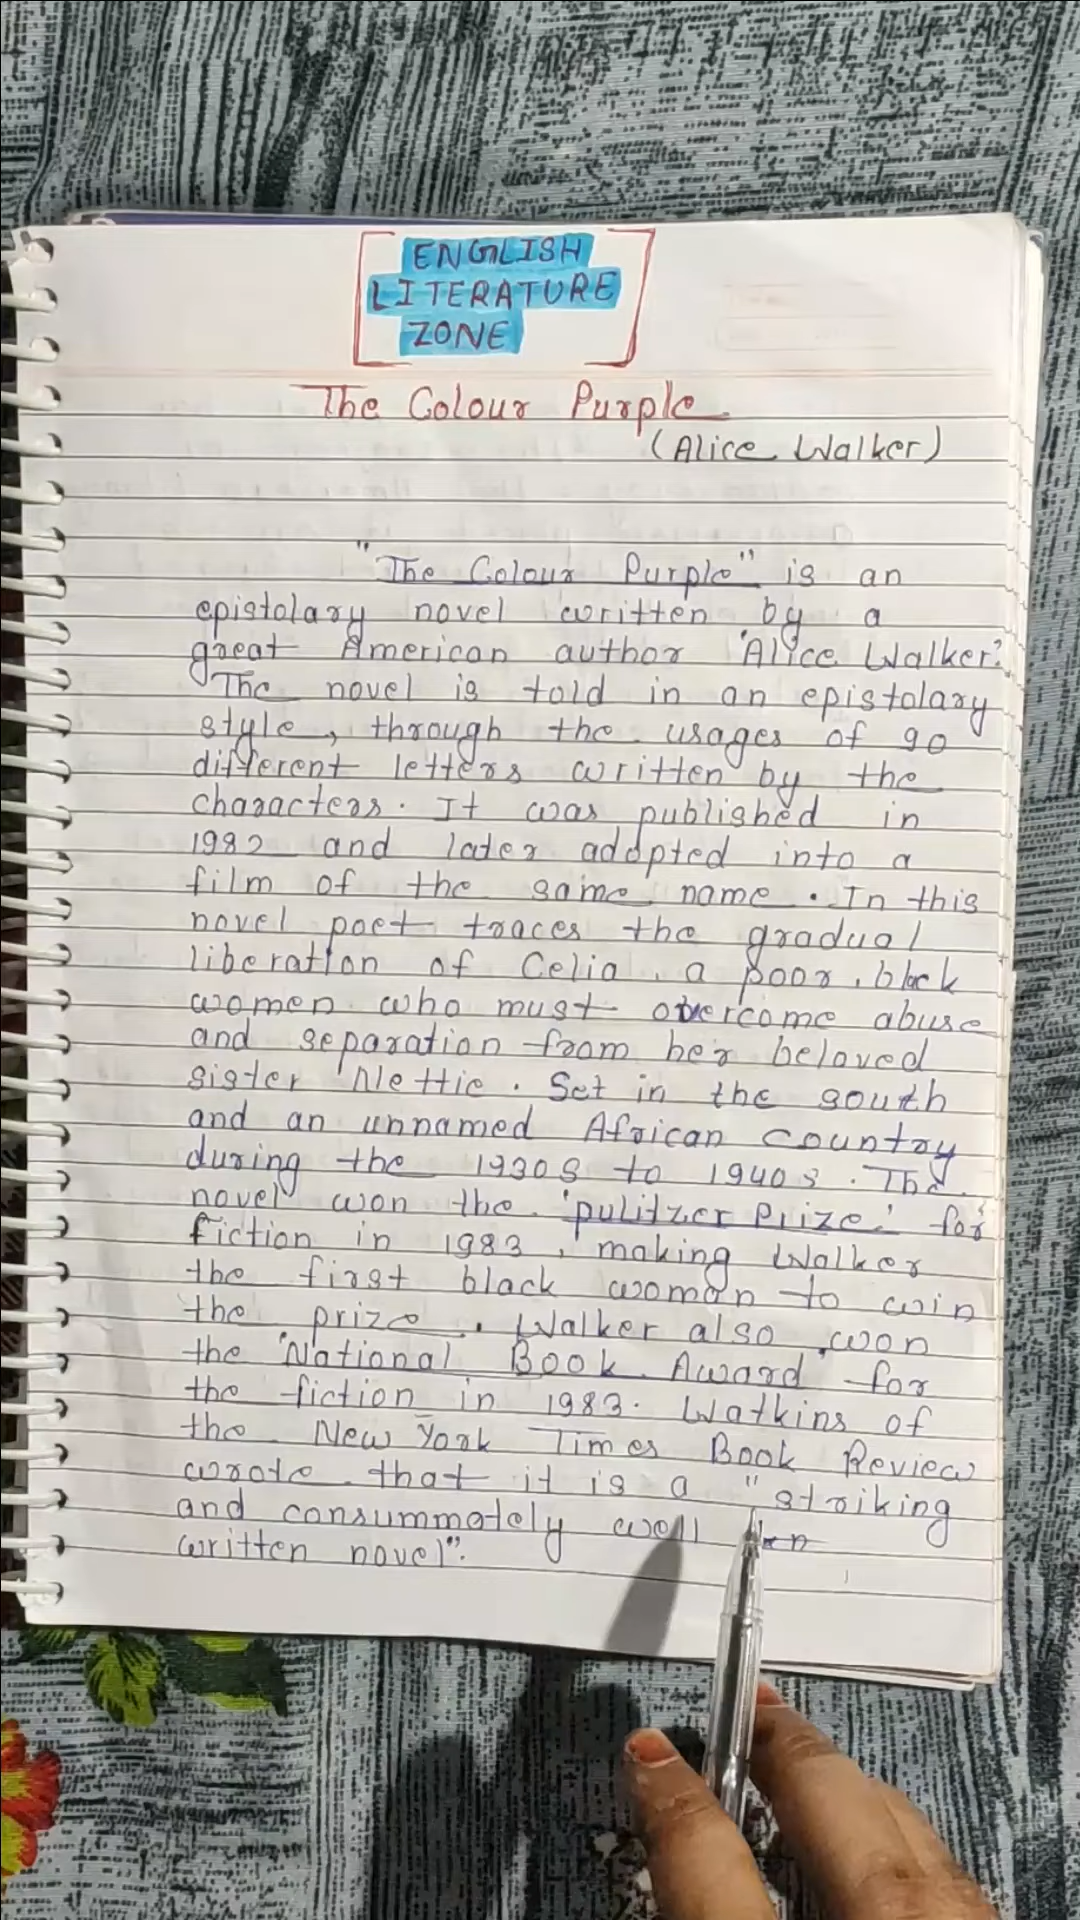 ENGLISH
LITERATURE
ZONE
The Colour Purple
(Alice Walker)
"The Colour Purple" is an
epistolary novel written by a
great American author 'Alice Walker'.
The novel is told in an epistolary
style, through the usages of 90
different letters written by the
characters. It was published in
1982 and later adopted into a
film of the same name. In this
novel poet traces the gradual
liberation of Celia, a poor, black
women who must overcome abuse
and separation from her beloved
sister 'Nettie. Set in the south
and an unnamed African country
during the 1930s to 1940s. The
novel won the 'pulitzer Prize' for
fiction in 1983, making Walker
the first black woman to win
the prize. Walker also won
the 'National Book Award' for
the fiction in 1983. Watkins of
the New York Times Book Review
wrote that it is a "striking
and consummately well
written novel".